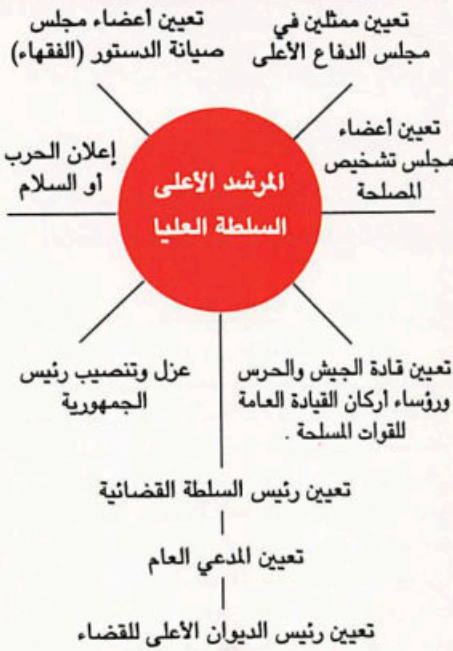 تعيين ممثلين في
مجلس الدفاع الأعلى
تعيين أعضاء مجلس
صيانة الدستور (الفقهاء)
تعيين أعضاء
مجلس تشخيص
المصلحة
المرشد الأعلى
السلطة العليا
إعلان الحرب
أو السلام
تعيين قادة الجيش والحرس
ورؤساء أركان القيادة العامة
للقوات المسلحة .
عزل وتنصيب رئيس
الجمهورية
تعيين رئيس السلطة القضائية
تعيين المدعي العام
تعيين رئيس الديوان الأعلى للقضاء